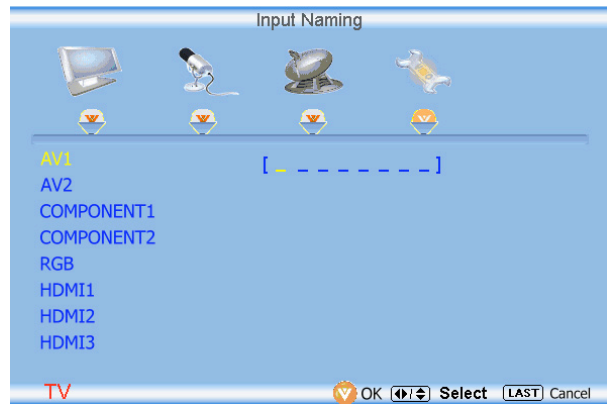 Input Naming
AV1 [ _ _ _ _ _ _ _ _ ]
AV2
COMPONENT1
COMPONENT2
RGB
HDMI1
HDMI2
HDMI3
TV OK Select LAST Cancel